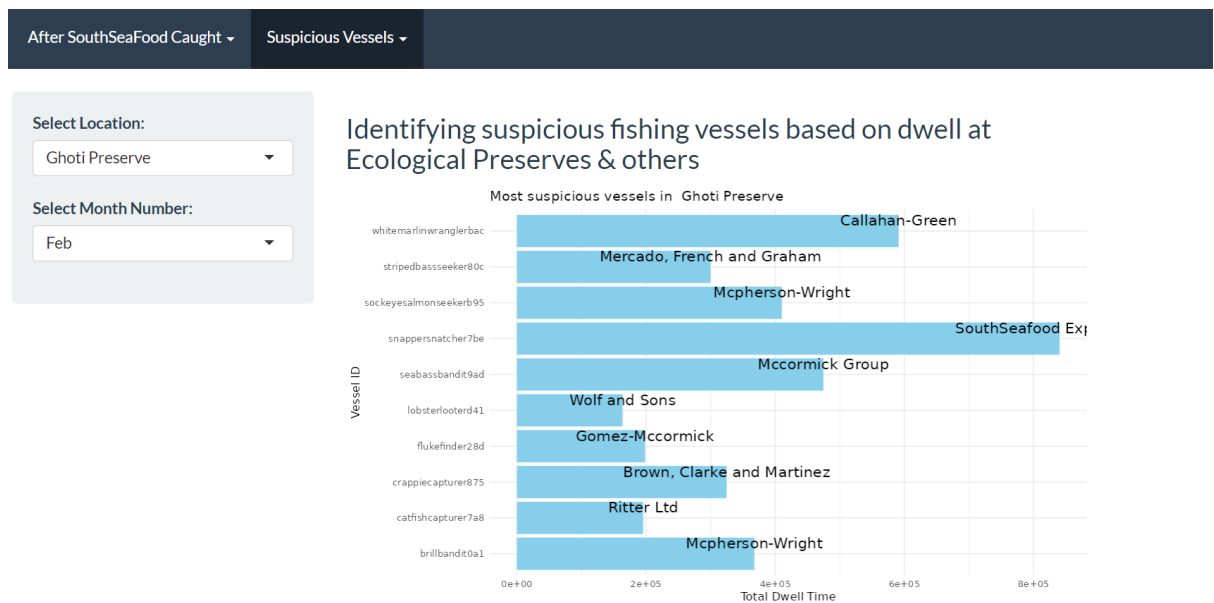 After SouthSeaFood Caught
Suspicious Vessels
Select Location:
Ghoti Preserve
Select Month Number:
Feb
Identifying suspicious fishing vessels based on dwell at
Ecological Preserves & others
Most suspicious vessels in  Ghoti Preserve
Vessel ID
whitemarlinwranglerbac
Callahan-Green
stripedbassseeker80c
Mercado, French and Graham
sockeyesalmonseekerb95
Mcpherson-Wright
snappersnatcher7be
SouthSeafood Exp
seabassbandit9ad
Mccormick Group
lobsterlooterd41
Wolf and Sons
flukefinder28d
Gomez-Mccormick
crappiecapturer875
Brown, Clarke and Martinez
catfishcapturer7a8
Ritter Ltd
brillbandit0a1
Mcpherson-Wright
0e+00 2e+05 4e+05 6e+05 8e+05
Total Dwell Time